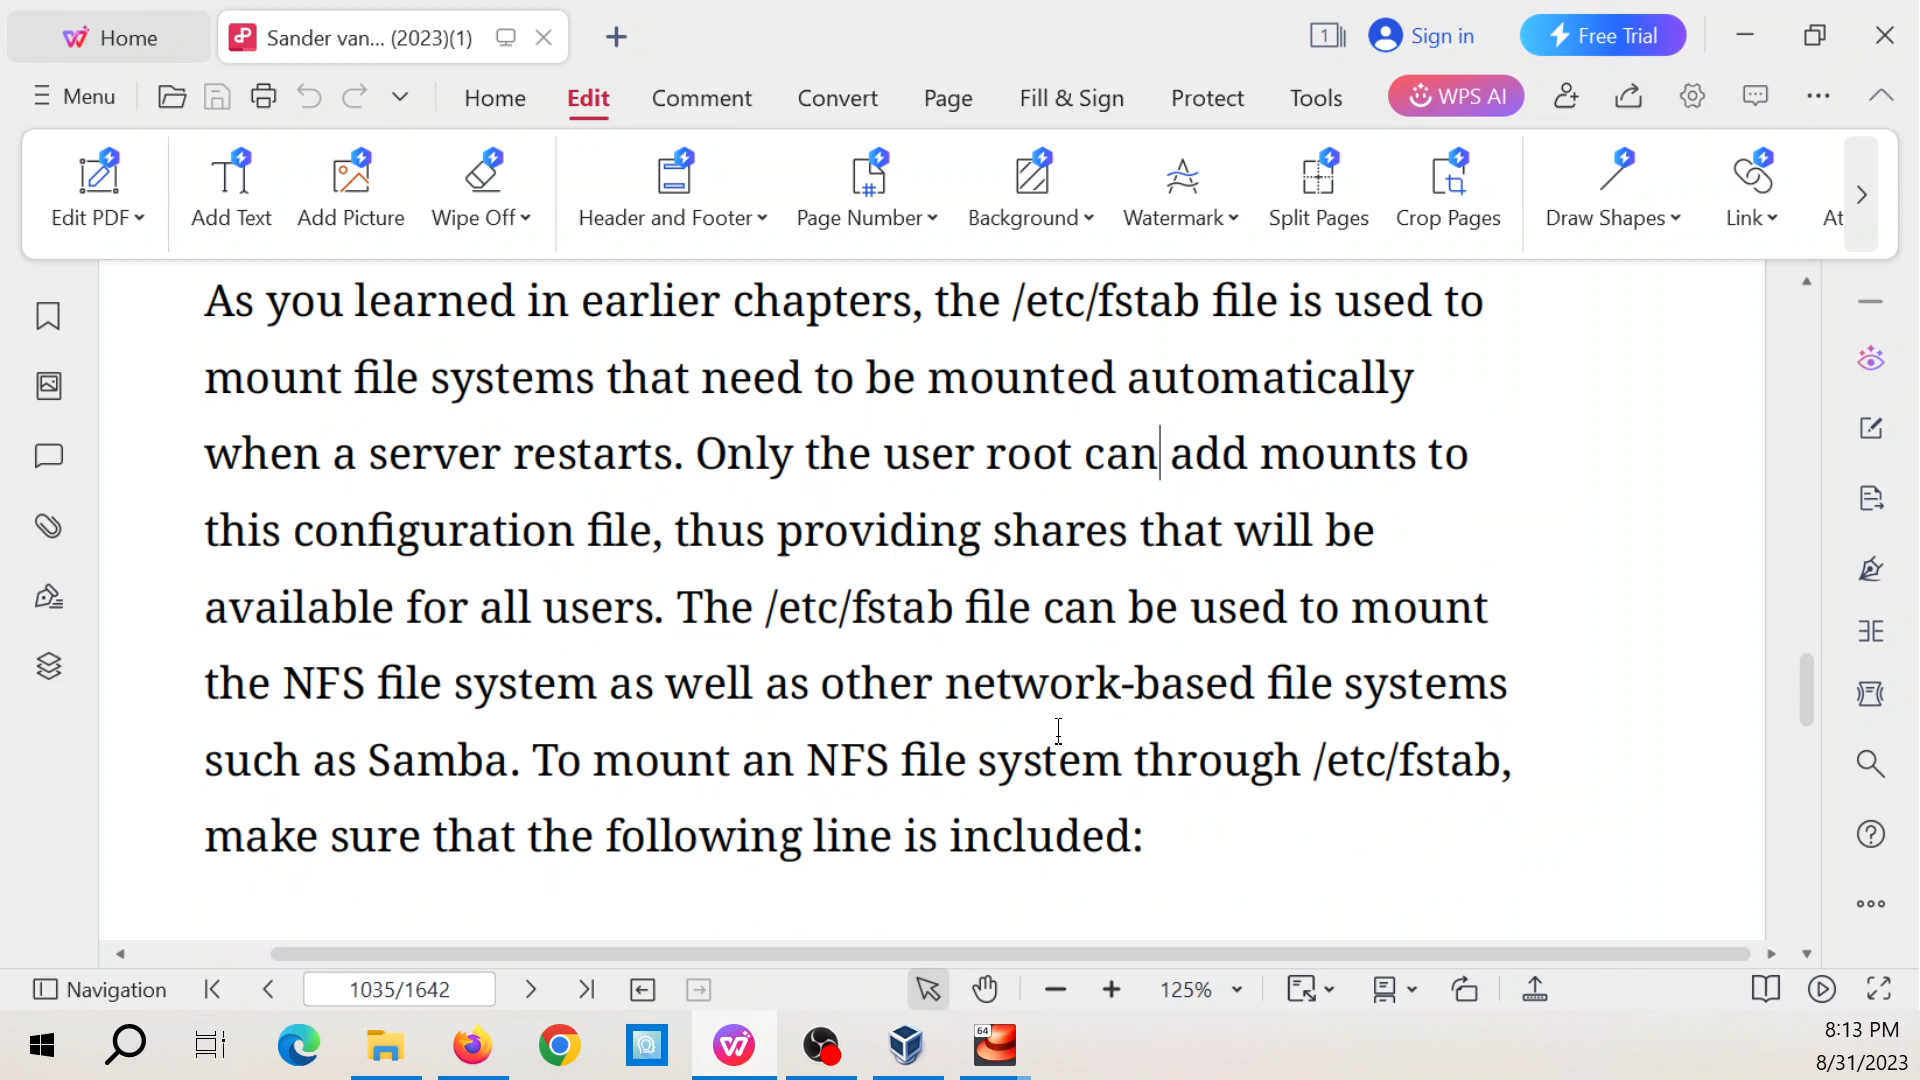 Home
Sander van... (2023)(1)
1
Sign in
Free Trial
Menu
Home
Edit
Comment
Convert
Page
Fill & Sign
Protect
Tools
WPS AI
Edit PDF
Add Text
Add Picture
Wipe Off
Header and Footer
Page Number
Background
Watermark
Split Pages
Crop Pages
Draw Shapes
Link
At
As you learned in earlier chapters, the /etc/fstab file is used to
mount file systems that need to be mounted automatically
when a server restarts. Only the user root can add mounts to
this configuration file, thus providing shares that will be
available for all users. The /etc/fstab file can be used to mount
the NFS file system as well as other network-based file systems
such as Samba. To mount an NFS file system through /etc/fstab,
make sure that the following line is included:
Navigation
1035/1642
125%
64
8:13 PM
8/31/2023